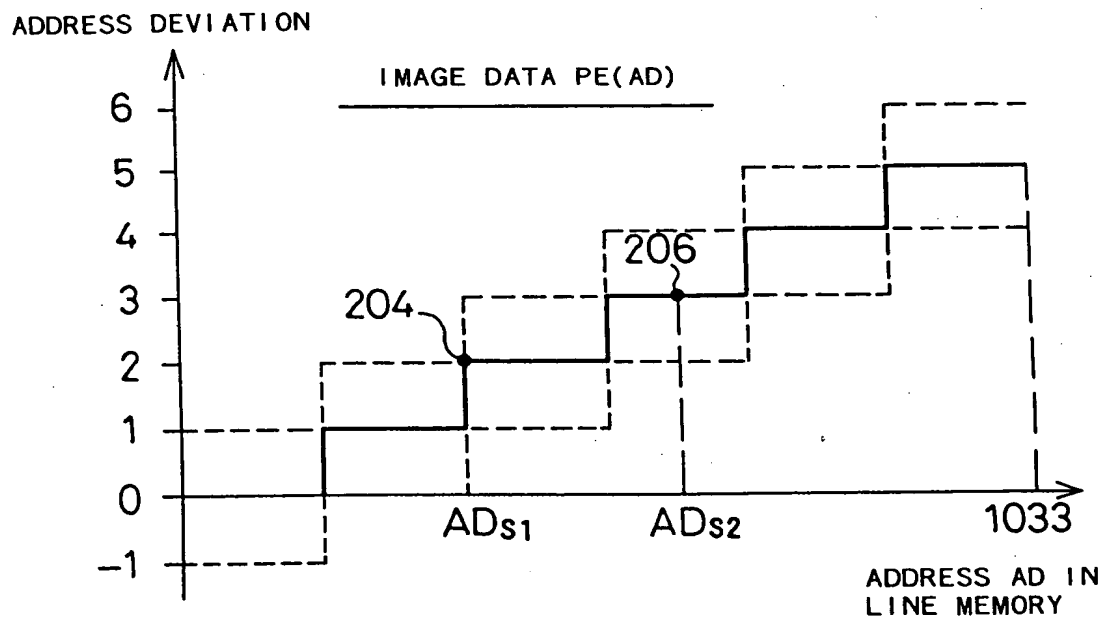 ADDRESS DEVIATION
IMAGE DATA PE(AD)
6
5
4
3
2
1
0
-1
204
206
ADS1
ADS2
1033
ADDRESS AD IN
LINE MEMORY